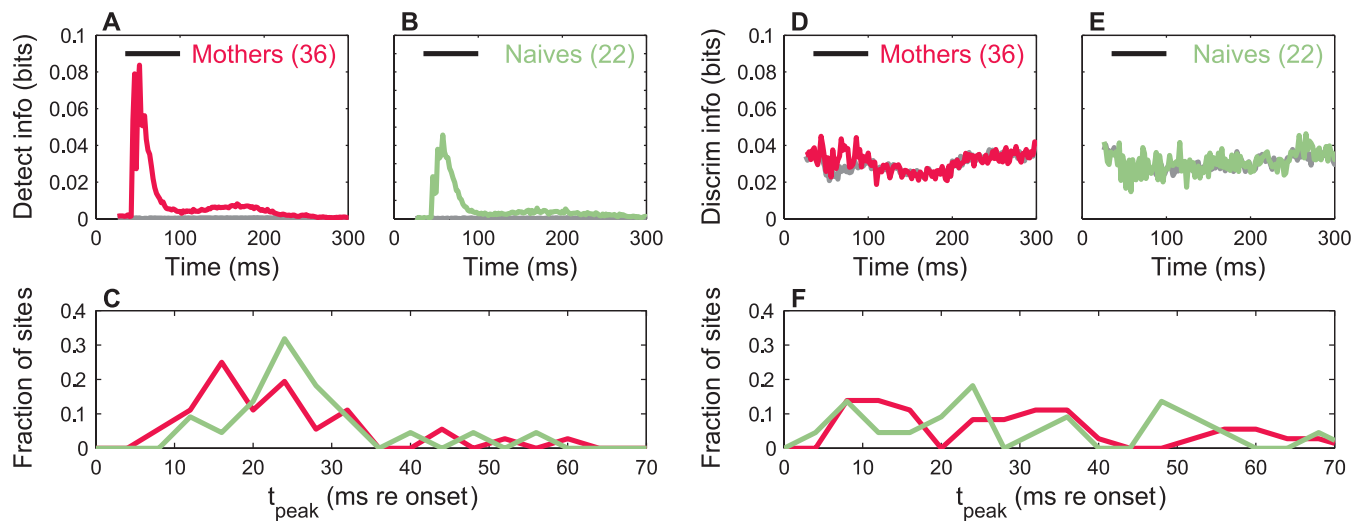 A
Mothers (36)
Detect info (bits)
0.1
0.08
0.06
0.04
0.02
0
0 100 200 300
Time (ms)
B
Naives (22)
0 100 200 300
Time (ms)
C
Fraction of sites
0.4
0.3
0.2
0.1
0
0 10 20 30 40 50 60 70
t_peak (ms re onset)
D
Mothers (36)
Discrim info (bits)
0.1
0.08
0.06
0.04
0.02
0
0 100 200 300
Time (ms)
E
Naives (22)
0 100 200 300
Time (ms)
F
Fraction of sites
0.4
0.3
0.2
0.1
0
0 10 20 30 40 50 60 70
t_peak (ms re onset)